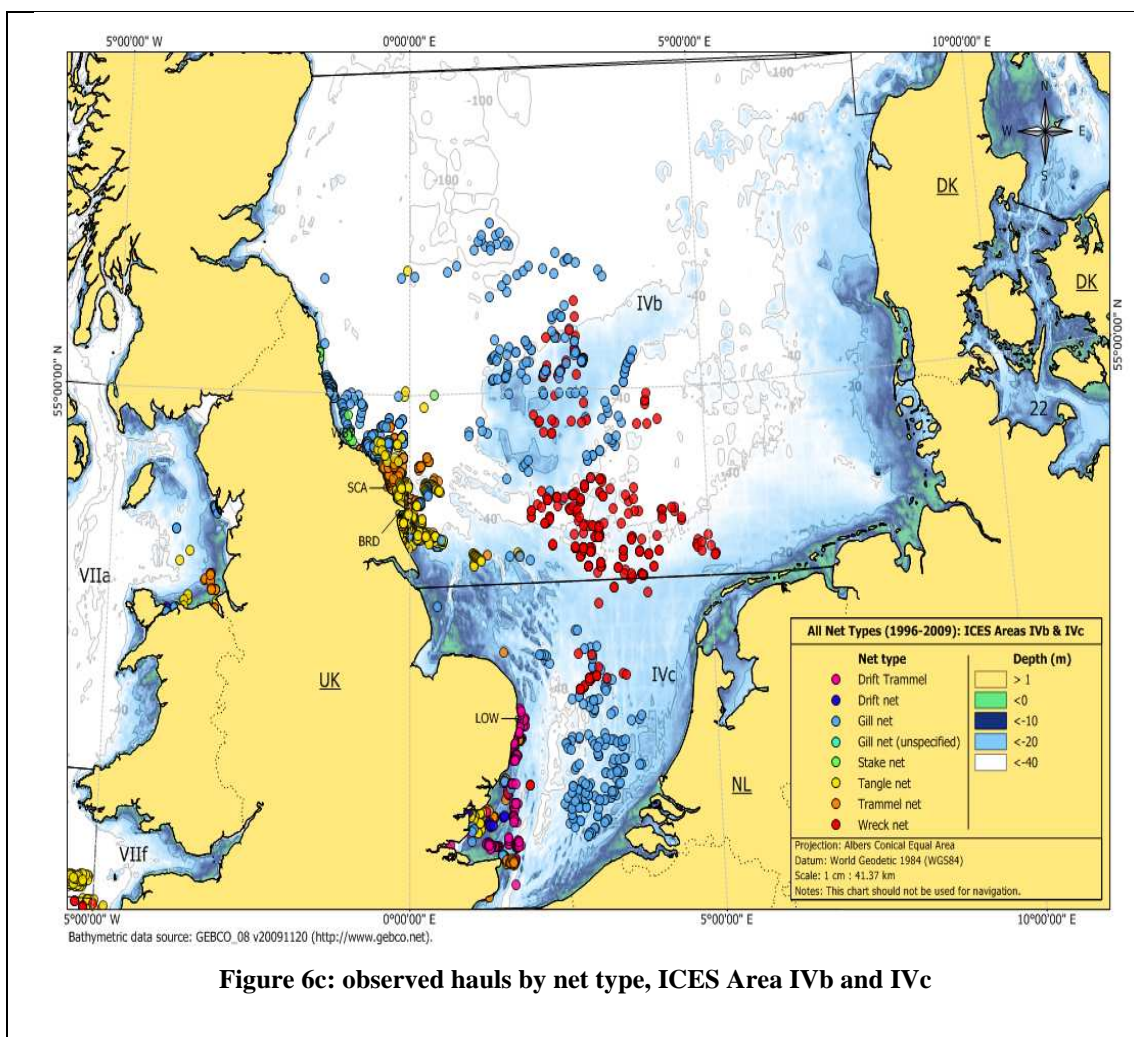 5°00'00" W 0°00'00" E 5°00'00" E 10°00'00" E
-100
-100
-40
N
W E
S
-100
DK
-40
DK
IVb
-40
55°00'00" N
55°00'00" N
-40
-20
22
SCA
-40
BRD
-40
-20
VIIa
All Net Types (1996-2009): ICES Areas IVb & IVc
Net type
Drift Trammel
Drift net
Gill net
Gill net (unspecified)
Stake net
Tangle net
Trammel net
Wreck net
Depth (m)
> 1
<0
<-10
<-20
<-40
Projection: Albers Conical Equal Area
Datum: World Geodetic 1984 (WGS84)
Scale: 1 cm : 41.37 km
Notes: This chart should not be used for navigation.
UK
IVc
-40
LOW
-40
NL
VIIf
5°00'00" W 0°00'00" E 5°00'00" E 10°00'00" E
Bathymetric data source: GEBCO_08 v20091120 (http://www.gebco.net).
Figure 6c: observed hauls by net type, ICES Area IVb and IVc